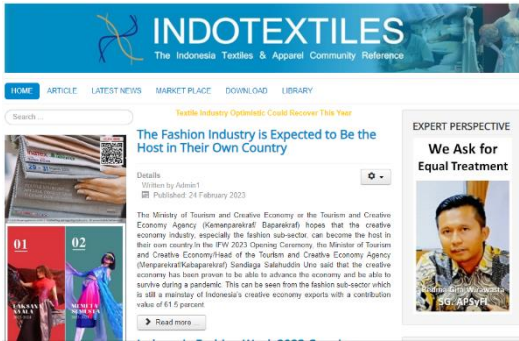 INDOTEXTILES
The Indonesia Textiles & Apparel Community Reference
HOME ARTICLE LATEST NEWS MARKET PLACE DOWNLOAD LIBRARY
Search ...
Textile Industry Optimistic Could Recover This Year
The Fashion Industry is Expected to Be the
Host in Their Own Country
Details
Written by Admin1
Published: 24 February 2023
The Ministry of Tourism and Creative Economy or the Tourism and Creative
Economy Agency (Kemenparekraf/ Baparekraf) hopes that the creative
economy industry, especially the fashion sub-sector, can become the host in
their own country.In the IFW 2023 Opening Ceremony, the Minister of Tourism
and Creative Economy/Head of the Tourism and Creative Economy Agency
(Menparekraf/Kabaparekraf) Sandiaga Salahuddin Uno said that the creative
economy has been proven to be able to advance the economy and be able to
survive during a pandemic. This can be seen from the fashion sub-sector which
is still a mainstay of Indonesia's creative economy exports with a contribution
value of 61.5 percent.
Read more ...
01
02
EXPERT PERSPECTIVE
We Ask for
Equal Treatment
Wirawasta
SG. APSyFI